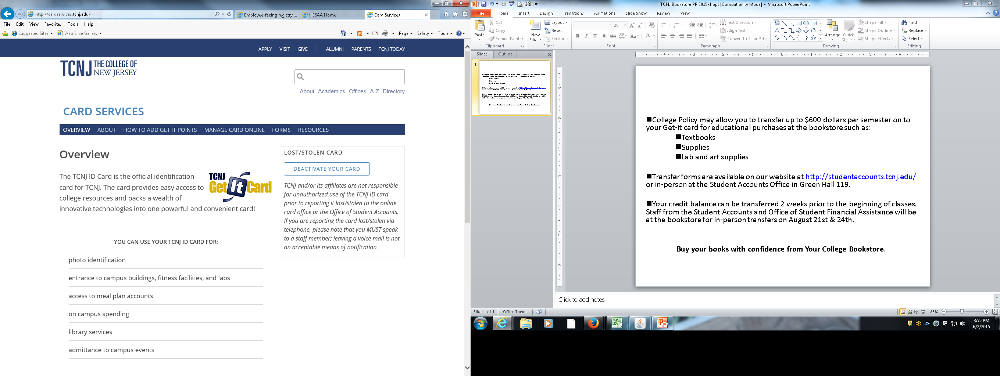 http://cardservices.tcnj.edu/
Employee-facing registry ...
HESAA Home
Card Services
File Edit View Favorites Tools Help
Suggested Sites
Web Slice Gallery
Page Safety Tools
APPLY VISIT GIVE ALUMNI PARENTS TCNJ TODAY
TCNJ THE COLLEGE OF
NEW JERSEY
About Academics Offices A-Z Directory
CARD SERVICES
OVERVIEW ABOUT HOW TO ADD GET IT POINTS MANAGE CARD ONLINE FORMS RESOURCES
Overview
The TCNJ ID Card is the official identification
card for TCNJ. The card provides easy access to
college resources and packs a wealth of
innovative technologies into one powerful and convenient card!
TCNJ
Get it Card
YOU CAN USE YOUR TCNJ ID CARD FOR:
photo identification
entrance to campus buildings, fitness facilities, and labs
access to meal plan accounts
on campus spending
library services
admittance to campus events
LOST/STOLEN CARD
DEACTIVATE YOUR CARD
TCNJ and/or its affiliates are not responsible
for unauthorized use of the TCNJ ID card
prior to reporting it lost/stolen to the online
card office or the Office of Student Accounts.
If you are reporting the card lost/stolen via
telephone, please note that you MUST speak
to a staff member; leaving a voice mail is not
an acceptable means of notification.
TCNJ Bookstore PP 2015-1.ppt [Compatibility Mode] - Microsoft PowerPoint
File Home Insert Design Transitions Animations Slide Show Review View
Paste
Cut
Copy
Format Painter
Clipboard
New
Slide
Layout
Reset
Section
Slides
20
B I U S abc AV Aa A
Font
Text Direction
Align Text
Convert to SmartArt
Paragraph
Arrange
Quick
Styles
Shape Fill
Shape Outline
Shape Effects
Drawing
Find
Replace
Select
Editing
Slides Outline
1
4 3 2 1 0 1 2 3 4
3 2 1 0 1 2 3
College Policy may allow you to transfer up to $600 dollars per semester on to
your Get-it card for educational purchases at the bookstore such as:
Textbooks
Supplies
Lab and art supplies
Transfer forms are available on our website at http://studentaccounts.tcnj.edu/
or in-person at the Student Accounts Office in Green Hall 119.
Your credit balance can be transferred 2 weeks prior to the beginning of classes.
Staff from the Student Accounts and Office of Student Financial Assistance will be
at the bookstore for in-person transfers on August 21st & 24th.
Buy your books with confidence from Your College Bookstore.
Click to add notes
Slide 1 of 1 "Office Theme" 83%
3:55 PM
6/2/2015